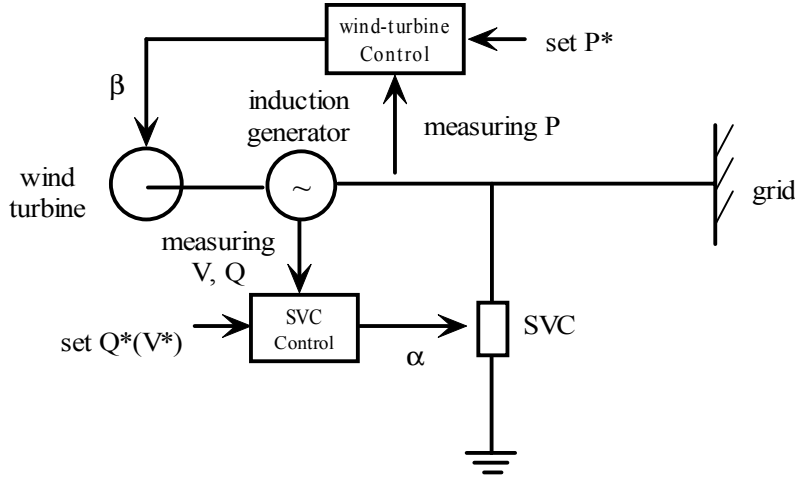 wind-turbine
Control
set P*
β
induction
generator
measuring P
~
wind
turbine
grid
measuring
V, Q
SVC
Control
set Q*(V*)
α
SVC